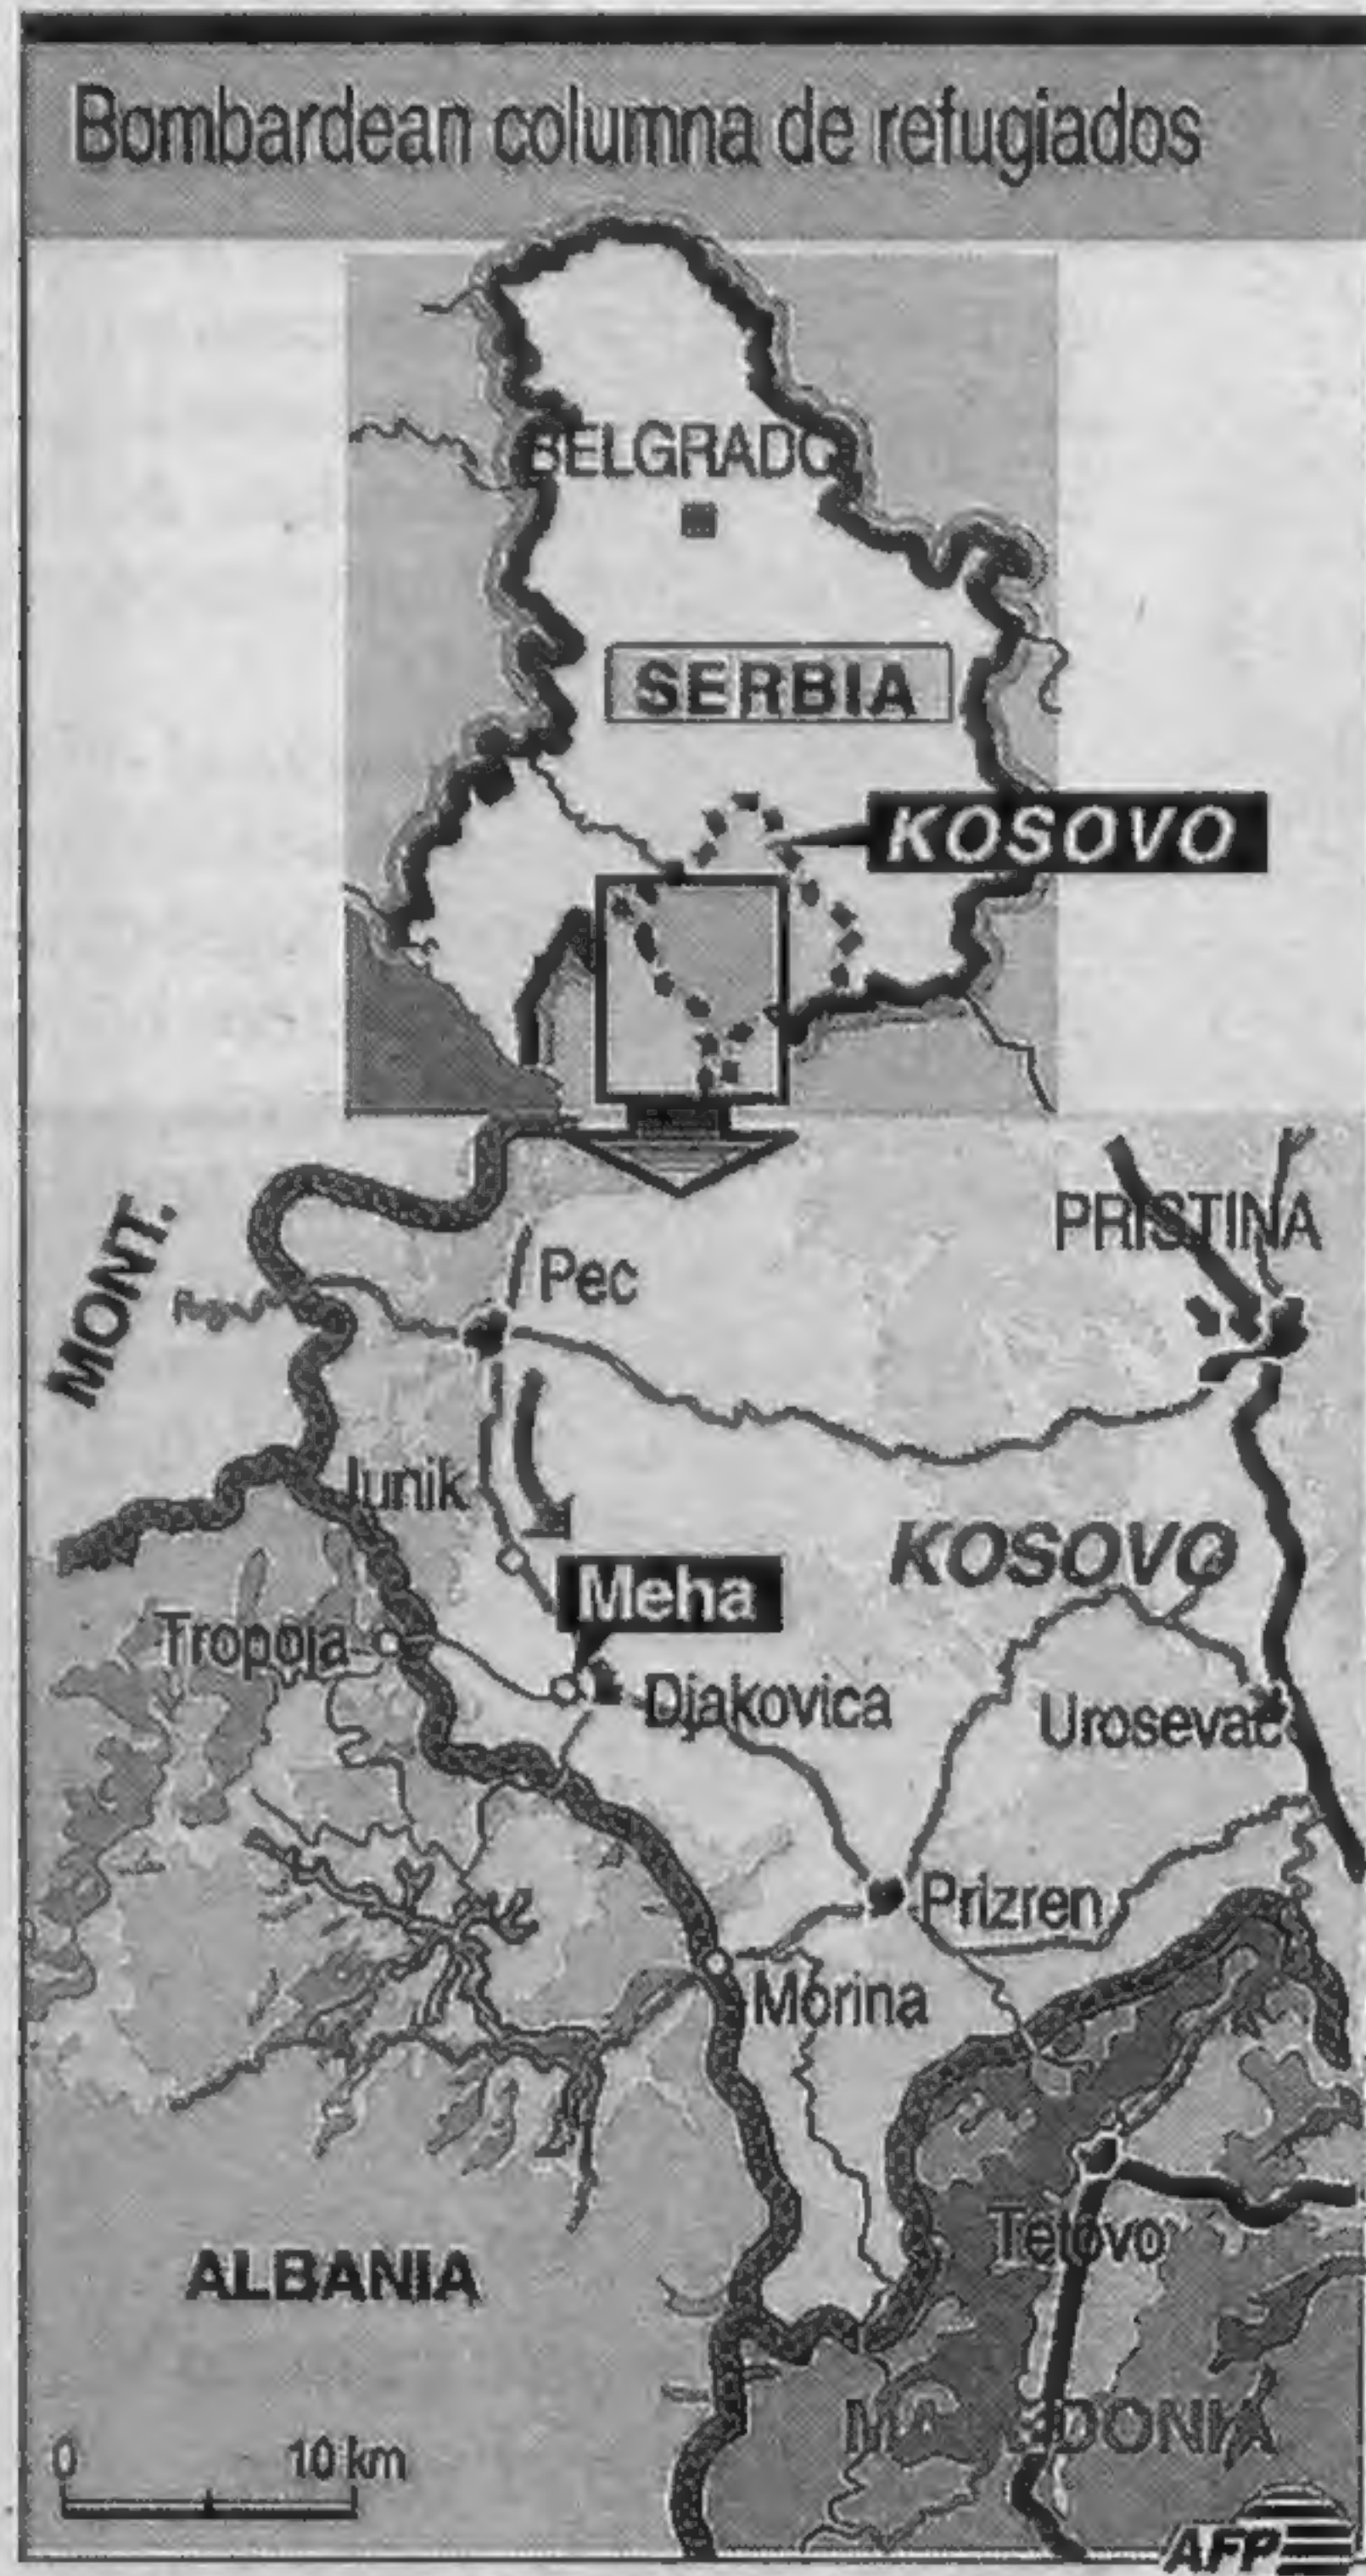 Bombardean columna de refugiados
BELGRADO
SERBIA
KOSOVO
MONT.
PRISTINA
Pec
Junik
KOSOVO
Meha
Tropoja
Djakovica
Urosevac
Prizren
Morina
Tetovo
ALBANIA
MACEDONIA
0 10 km
AFP